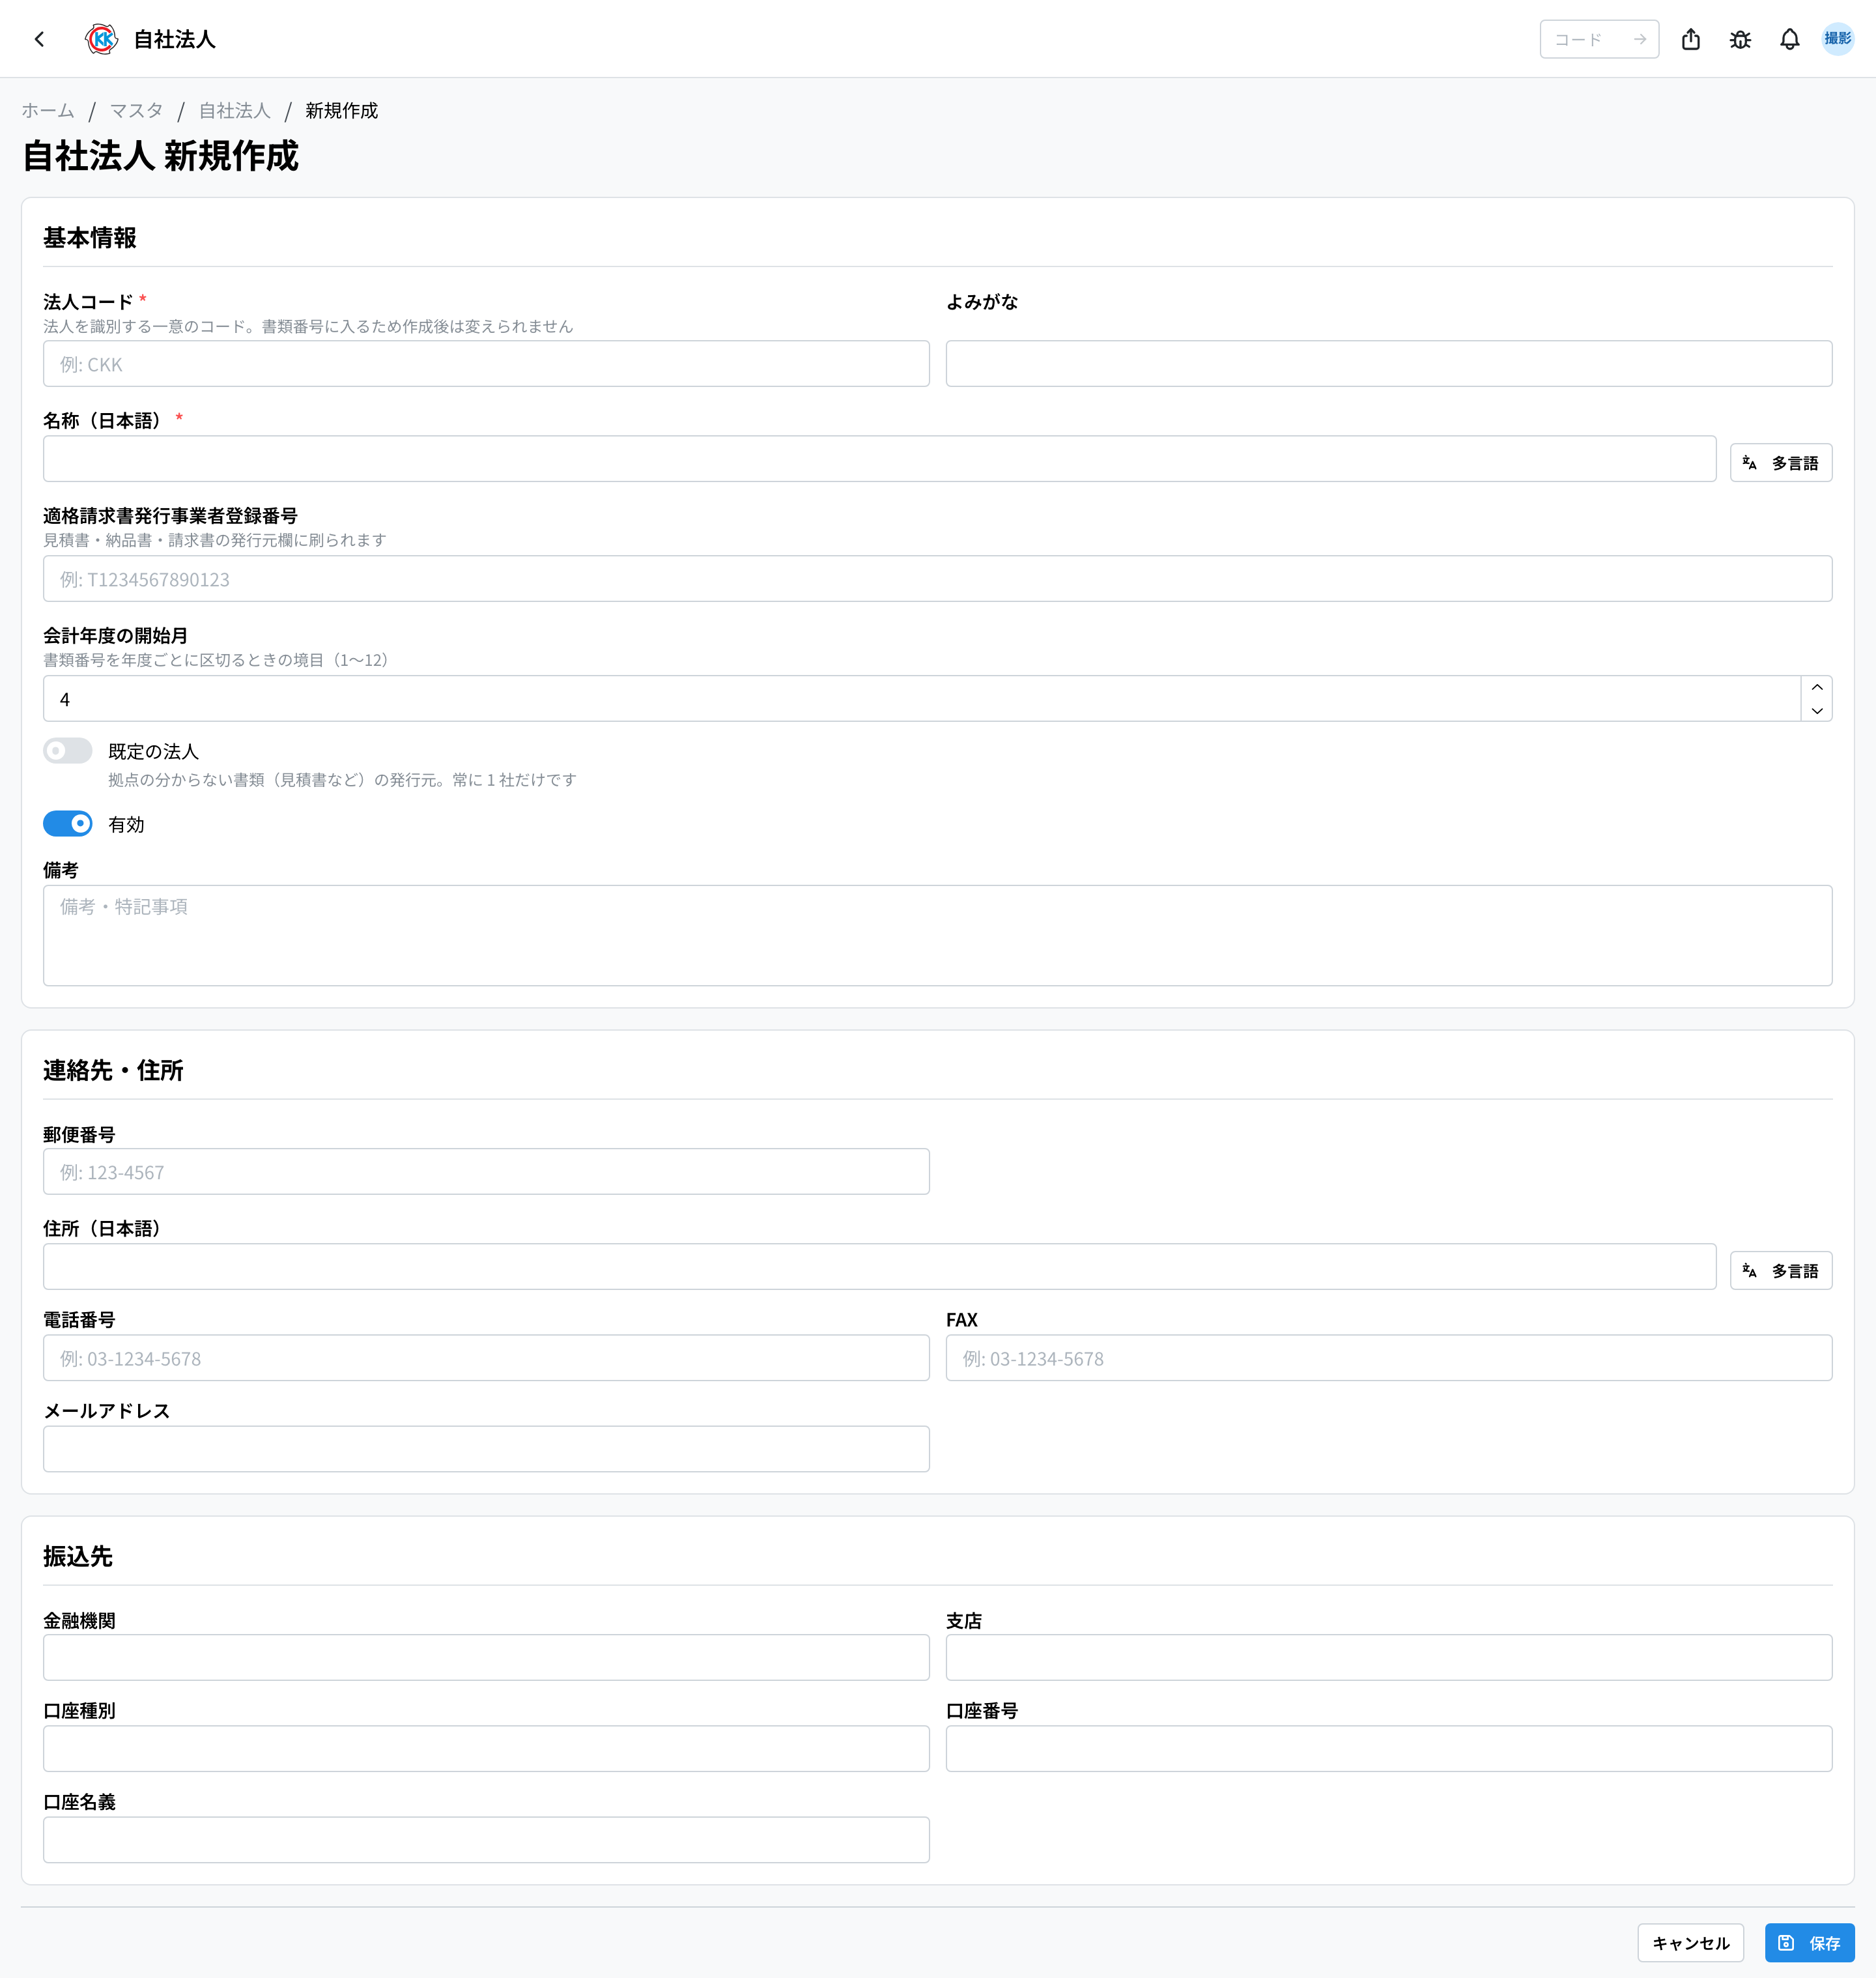 CKK
自社法人
コード
撮影
ホーム / マスタ / 自社法人 / 新規作成
自社法人 新規作成
基本情報
法人コード *
法人を識別する一意のコード。書類番号に入るため作成後は変えられません
例: CKK
よみがな
名称（日本語） *
多言語
適格請求書発行事業者登録番号
見積書・納品書・請求書の発行元欄に刷られます
例: T1234567890123
会計年度の開始月
書類番号を年度ごとに区切るときの境目（1〜12）
4
既定の法人
拠点の分からない書類（見積書など）の発行元。常に 1 社だけです
有効
備考
備考・特記事項
連絡先・住所
郵便番号
例: 123-4567
住所（日本語）
多言語
電話番号
例: 03-1234-5678
FAX
例: 03-1234-5678
メールアドレス
振込先
金融機関
支店
口座種別
口座番号
口座名義
キャンセル
保存